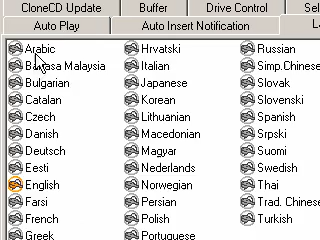 CloneCD Update
Buffer
Drive Control
Auto Play
Auto Insert Notification
Arabic
Bahasa Malaysia
Bulgarian
Catalan
Czech
Danish
Deutsch
Eesti
English
Farsi
French
Greek
Hrvatski
Italian
Japanese
Korean
Lithuanian
Macedonian
Magyar
Nederlands
Norwegian
Persian
Polish
Portuguese
Russian
Simp.Chinese
Slovak
Slovenski
Spanish
Srpski
Suomi
Swedish
Thai
Trad. Chinese
Turkish